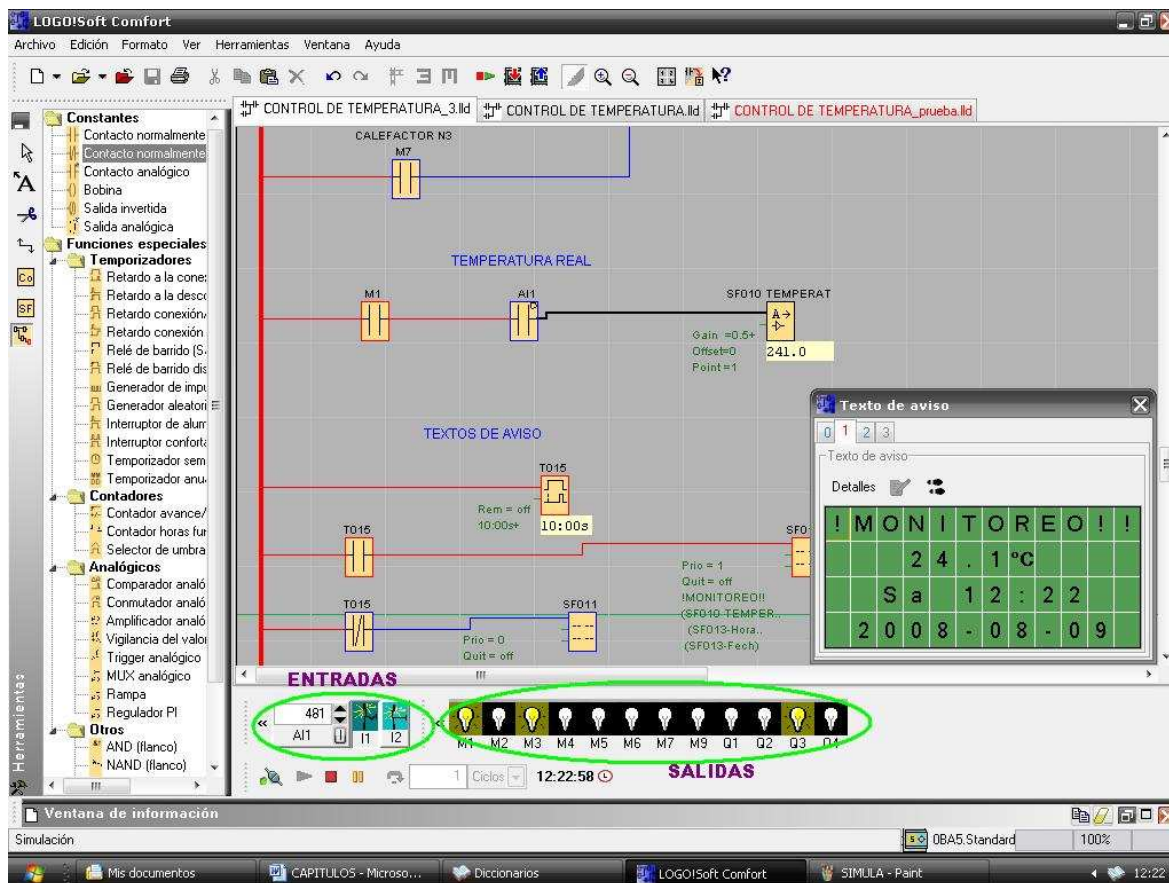 LOGO!Soft Comfort
Archivo Edición Formato Ver Herramientas Ventana Ayuda
CONTROL DE TEMPERATURA_3.lld
CONTROL DE TEMPERATURA.lld
CONTROL DE TEMPERATURA_prueba.lld
Constantes
Contacto normalmente
Contacto normalmente
Contacto analógico
Bobina
Salida invertida
Salida analógica
Funciones especiales
Temporizadores
Retardo a la cone
Retardo a la desc
Retardo conexión
Retardo conexión
Relé de barrido (S
Relé de barrido dis
Generador de impu
Generador aleatori
Interruptor de alum
Interruptor conforta
Temporizador sem
Temporizador anu
Contadores
Contador avance/
Contador horas fur
Selector de umbra
Analógicos
Comparador analó
Conmutador analó
Amplificador analó
Vigilancia del valo
Trigger analógico
MUX analógico
Rampa
Regulador PI
Otros
AND (flanco)
NAND (flanco)
Herramientas
Co
SF
CALEFACTOR N3
M7
TEMPERATURA REAL
M1
AI1
SF010 TEMPERAT
A→
Gain =0.5+
Offset=0
Point=1
241.0
TEXTOS DE AVISO
T015
Rem = off
10:00s+
10:00s
T015
SF0
Prio = 1
Quit = off
!MONITOREO!!
(SF010-TEMPER..
(SF013-Hora..
(SF013-Fech)
T015
SF011
Prio = 0
Quit = off
Texto de aviso
0 1 2 3
Texto de aviso
Detalles
!MONITOREO!!
24.1ºC
Sa 12:22
2008-08-09
ENTRADAS
481
AI1
I1 I2
M1 M2 M3 M4 M5 M6 M7 M9 Q1 Q2 Q3 Q4
SALIDAS
1 Ciclos 12:22:58
Ventana de información
Simulación
0BA5.Standard
100%
Mis documentos
CAPITULOS - Microso...
Diccionarios
LOGO!Soft Comfort
SIMULA - Paint
12:22